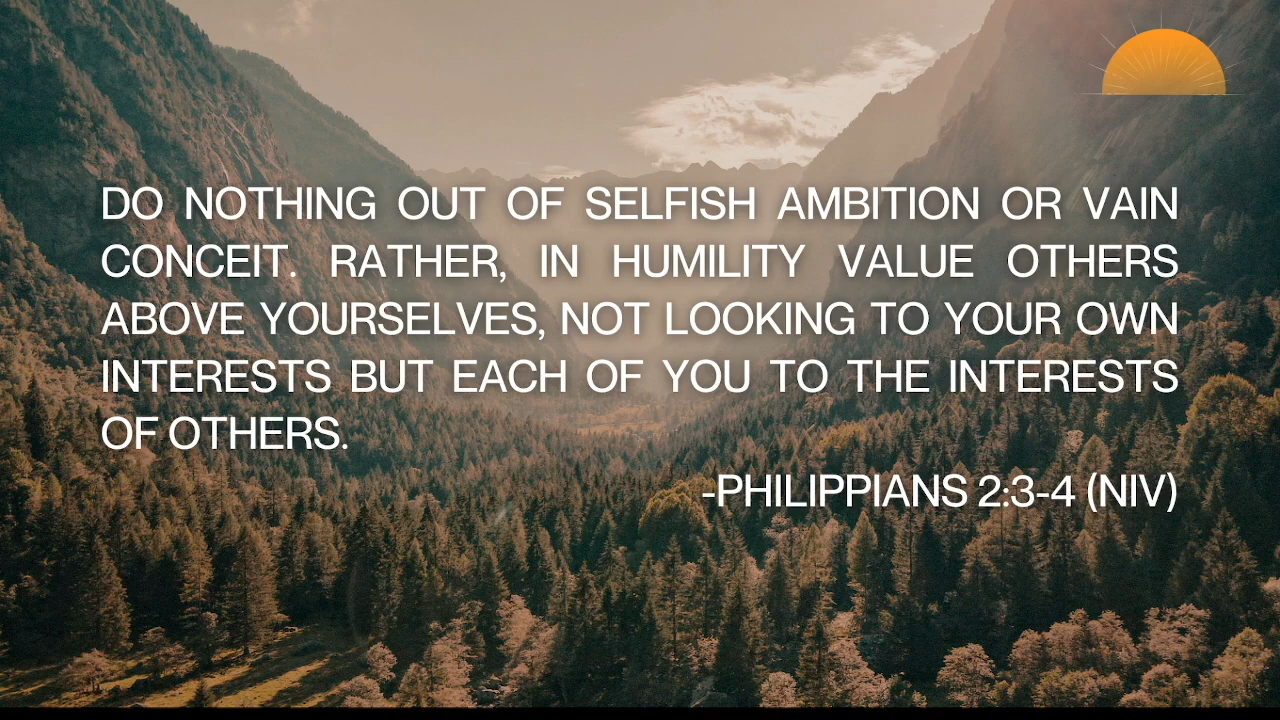 DO NOTHING OUT OF SELFISH AMBITION OR VAIN
CONCEIT. RATHER, IN HUMILITY VALUE OTHERS
ABOVE YOURSELVES, NOT LOOKING TO YOUR OWN
INTERESTS BUT EACH OF YOU TO THE INTERESTS
OF OTHERS.
-PHILIPPIANS 2:3-4 (NIV)